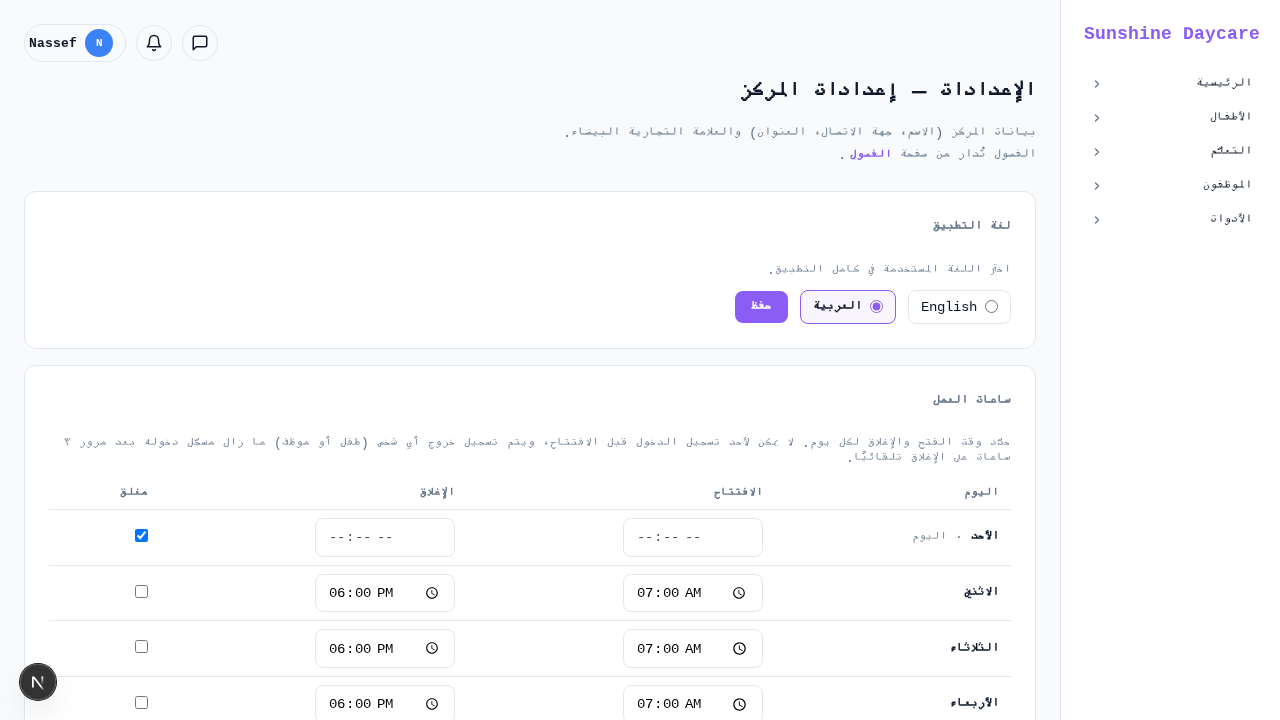 Sunshine Daycare
الرئيسية
الأطفال
التعلّم
الموظفون
الأدوات
Nassef N
الإعدادات — إعدادات المركز
بيانات المركز (الاسم، جهة الاتصال، العنوان) والعلامة التجارية البيضاء.
الفصول تُدار من صفحة الفصول .
لغة التطبيق
اختر اللغة المستخدمة في كامل التطبيق.
English
العربية
حفظ
ساعات العمل
حدّد وقت الفتح والإغلاق لكل يوم. لا يمكن لأحد تسجيل الدخول قبل الافتتاح، ويتم تسجيل خروج أي شخص (طفل أو موظف) ما زال مسجّل دخوله بعد مرور ٣
ساعات على الإغلاق تلقائيًا.
اليوم الافتتاح الإغلاق مغلق
الأحد · اليوم --:-- -- --:-- --
الاثنين 07:00 AM 06:00 PM
الثلاثاء 07:00 AM 06:00 PM
الأربعاء 07:00 AM 06:00 PM
N